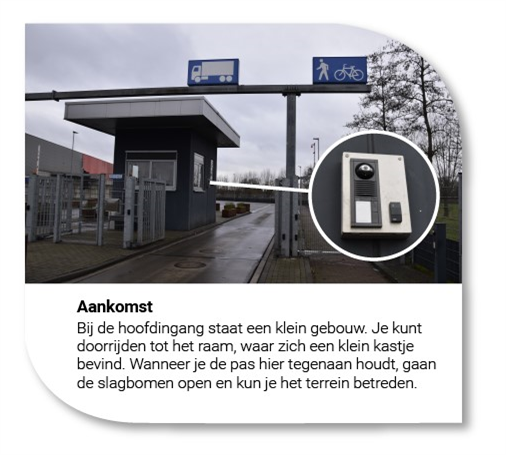 Aankomst
Bij de hoofdingang staat een klein gebouw. Je kunt
doorrijden tot het raam, waar zich een klein kastje
bevind. Wanneer je de pas hier tegenaan houdt, gaan
de slagbomen open en kun je het terrein betreden.